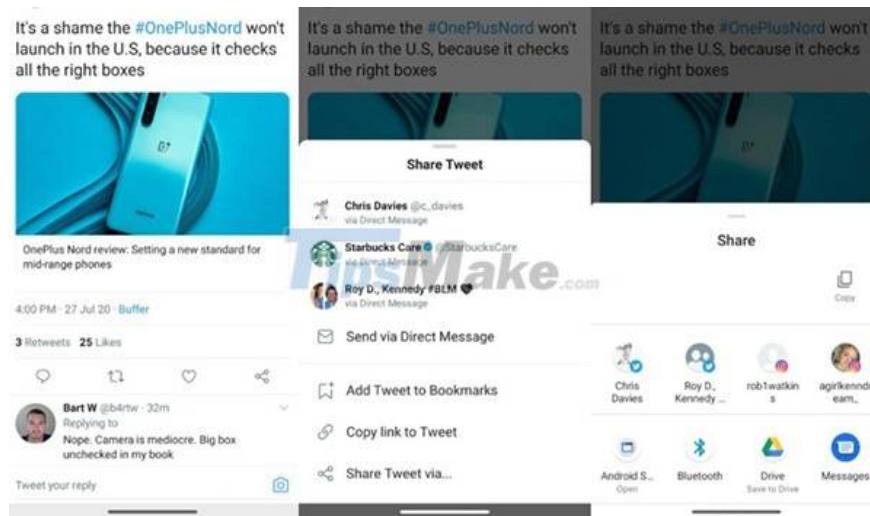 It's a shame the #OnePlusNord won't
launch in the U.S, because it checks
all the right boxes
OnePlus Nord review: Setting a new standard for
mid-range phones
4:00 PM · 27 Jul 20 · Buffer
3 Retweets 25 Likes
Bart W @b4rtw · 32m
Replying to
Nope. Camera is mediocre. Big box
unchecked in my book
Tweet your reply
It's a shame the #OnePlusNord won't
launch in the U.S, because it checks
all the right boxes
Share Tweet
Chris Davies @c_davies
via Direct Message
Starbucks Care @StarbucksCare
via Direct Message
Roy D., Kennedy #BLM
via Direct Message
Send via Direct Message
Add Tweet to Bookmarks
Copy link to Tweet
Share Tweet via...
TipsMake.com
It's a shame the #OnePlusNord won't
launch in the U.S, because it checks
all the right boxes
Share
Copy
Chris
Davies
Roy D.,
Kennedy ...
rob1watkin
s
agirlkenndr
eam_
Android S...
Open
Bluetooth
Drive
Save to Drive
Messages